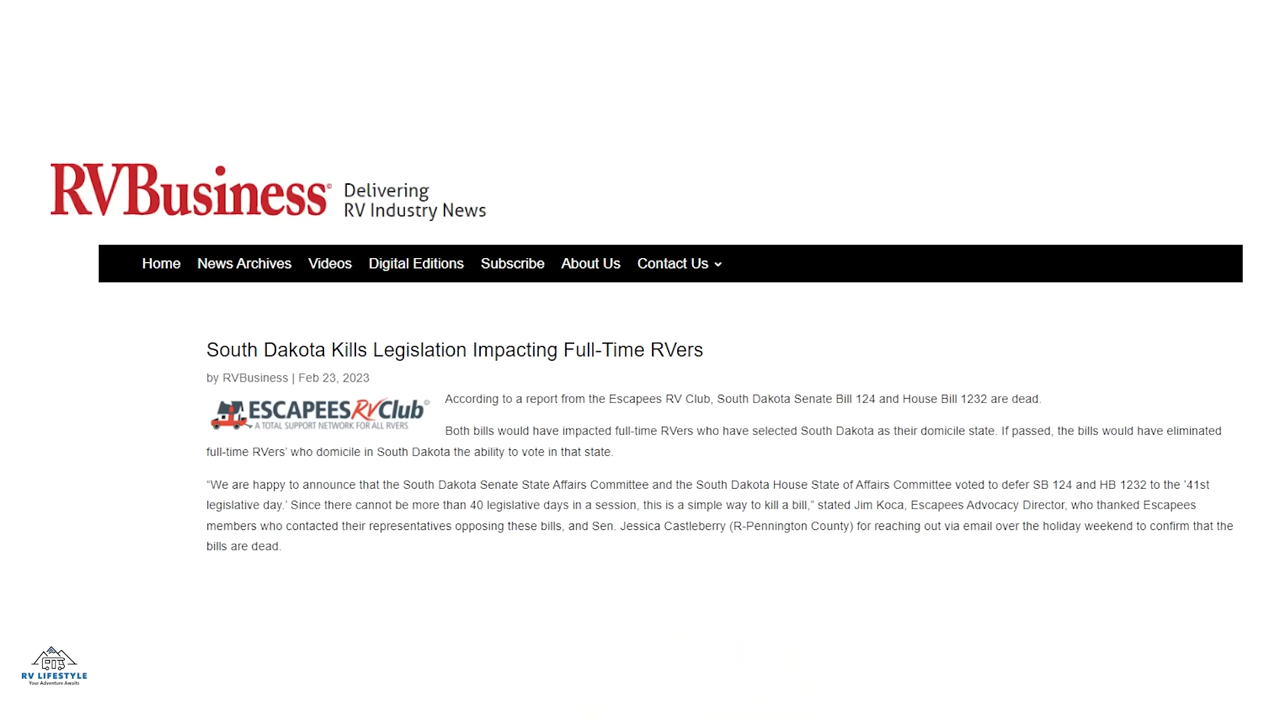 RVBusiness©
Delivering
RV Industry News
Home News Archives Videos Digital Editions Subscribe About Us Contact Us
South Dakota Kills Legislation Impacting Full-Time RVers
by RVBusiness | Feb 23, 2023
ESCAPEES RV Club©
A TOTAL SUPPORT NETWORK FOR ALL RVERS
According to a report from the Escapees RV Club, South Dakota Senate Bill 124 and House Bill 1232 are dead.
Both bills would have impacted full-time RVers who have selected South Dakota as their domicile state. If passed, the bills would have eliminated
full-time RVers’ who domicile in South Dakota the ability to vote in that state.
“We are happy to announce that the South Dakota Senate State Affairs Committee and the South Dakota House State of Affairs Committee voted to defer SB 124 and HB 1232 to the ’41st
legislative day.’ Since there cannot be more than 40 legislative days in a session, this is a simple way to kill a bill,” stated Jim Koca, Escapees Advocacy Director, who thanked Escapees
members who contacted their representatives opposing these bills, and Sen. Jessica Castleberry (R-Pennington County) for reaching out via email over the holiday weekend to confirm that the
bills are dead.
RV LIFESTYLE
Your Adventure Awaits